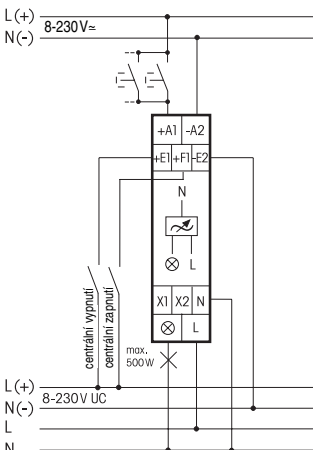 L(+)
8-230V≃
N(-)
+A1 -A2
+E1 +F1 -E2
N
L
X1 X2 N
L
centrální vypnutí
centrální zapnutí
max.
500W
L(+)
8-230V UC
N(-)
L
N